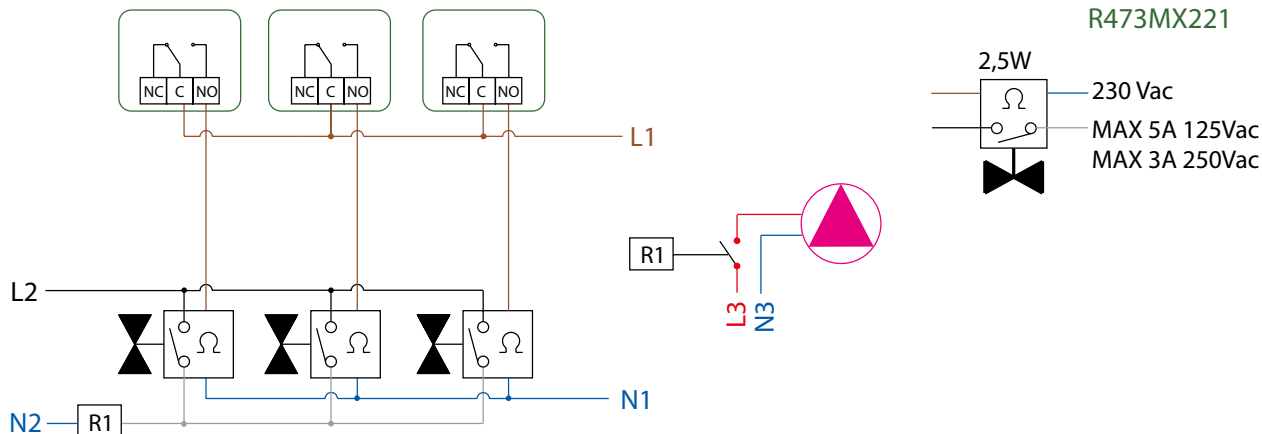 R473MX221
2,5W
NC C NO
NC C NO
NC C NO
Ω
230 Vac
MAX 5A 125Vac
MAX 3A 250Vac
L1
R1
L2
L3
N3
Ω
Ω
Ω
N1
N2
R1